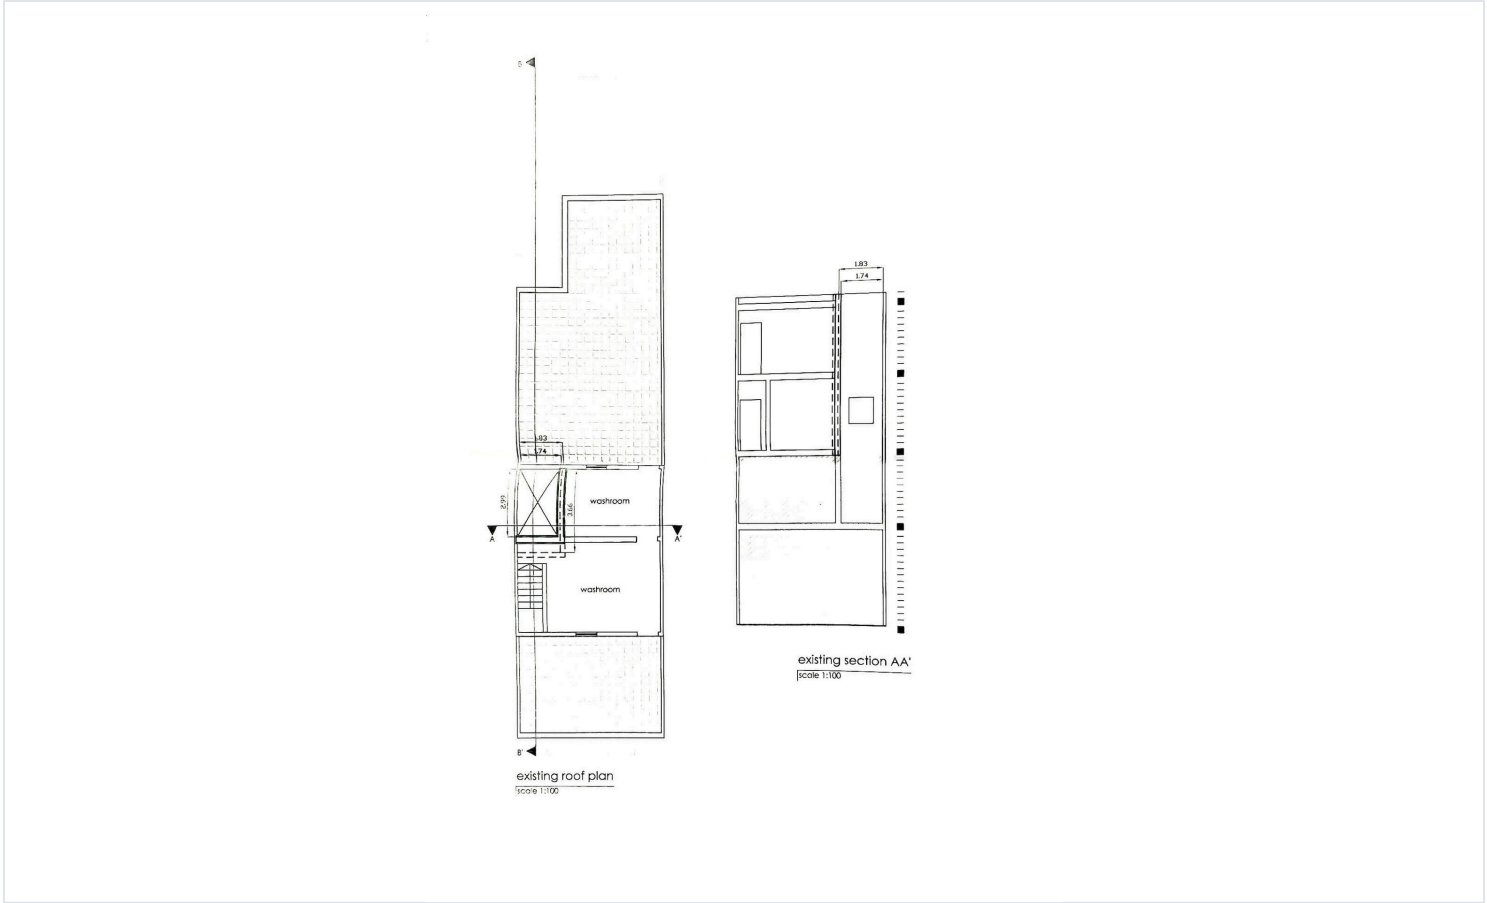 B
1.83
1.74
2.99
3.66
washroom
A
A'
washroom
B'
existing roof plan
scale 1:100
1.83
1.74
existing section AA'
scale 1:100